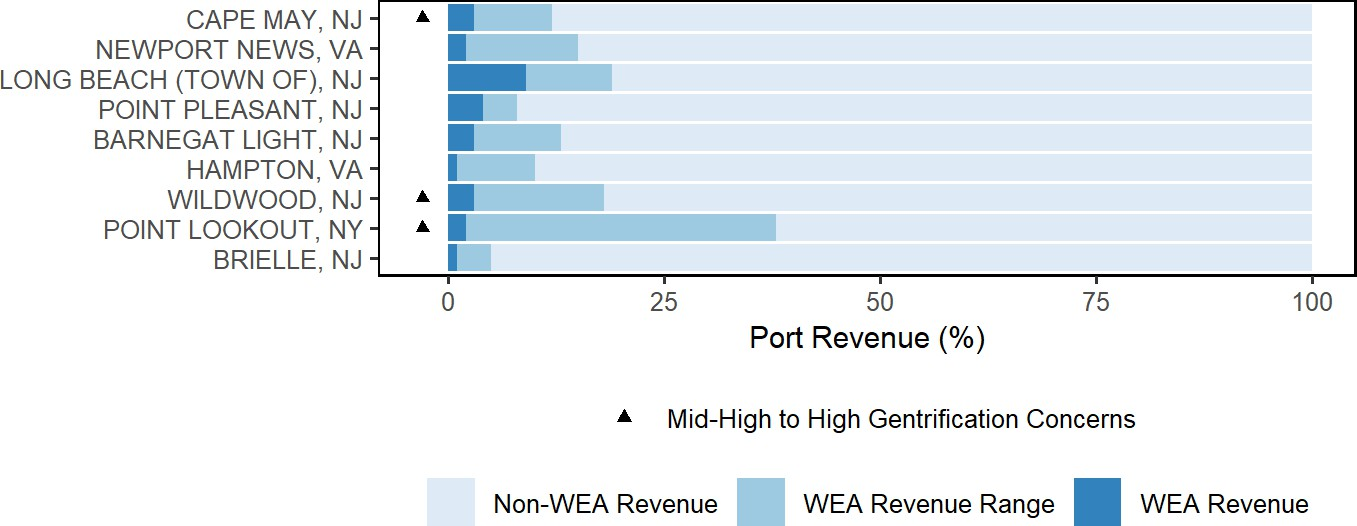 CAPE MAY, NJ
NEWPORT NEWS, VA
LONG BEACH (TOWN OF), NJ
POINT PLEASANT, NJ
BARNEGAT LIGHT, NJ
HAMPTON, VA
WILDWOOD, NJ
POINT LOOKOUT, NY
BRIELLE, NJ
0 25 50 75 100
Port Revenue (%)
Mid-High to High Gentrification Concerns
Non-WEA Revenue WEA Revenue Range WEA Revenue